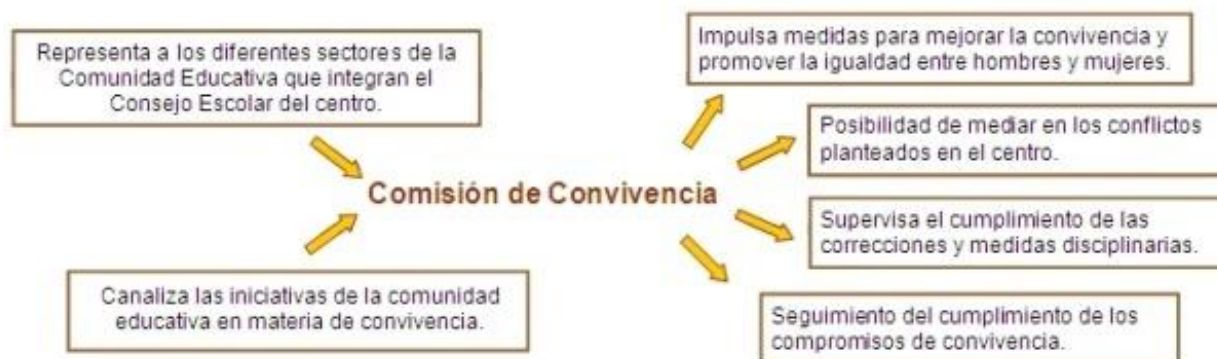 Representa a los diferentes sectores de la
Comunidad Educativa que integran el
Consejo Escolar del centro.
Canaliza las iniciativas de la comunidad
educativa en materia de convivencia.
Comisión de Convivencia
Impulsa medidas para mejorar la convivencia y
promover la igualdad entre hombres y mujeres.
Posibilidad de mediar en los conflictos
planteados en el centro.
Supervisa el cumplimiento de las
correcciones y medidas disciplinarias.
Seguimiento del cumplimiento de los
compromisos de convivencia.